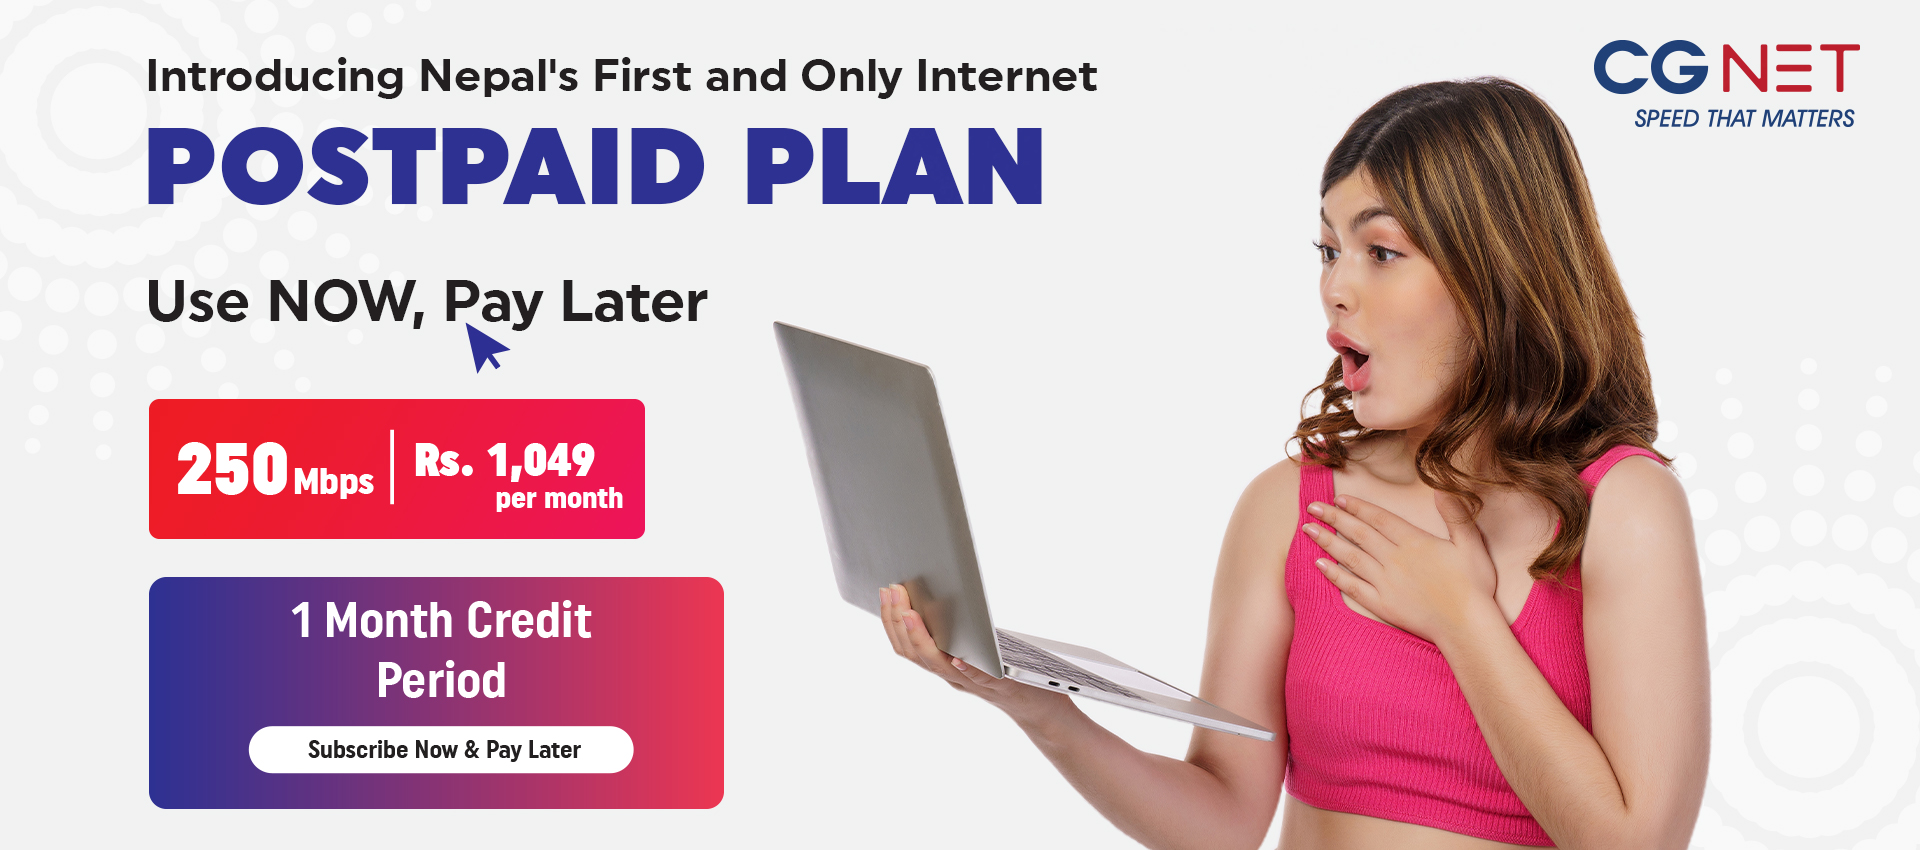 Introducing Nepal's First and Only Internet
POSTPAID PLAN
Use NOW, Pay Later
250 Mbps
Rs. 1,049
per month
1 Month Credit
Period
Subscribe Now & Pay Later
CG NET
SPEED THAT MATTERS